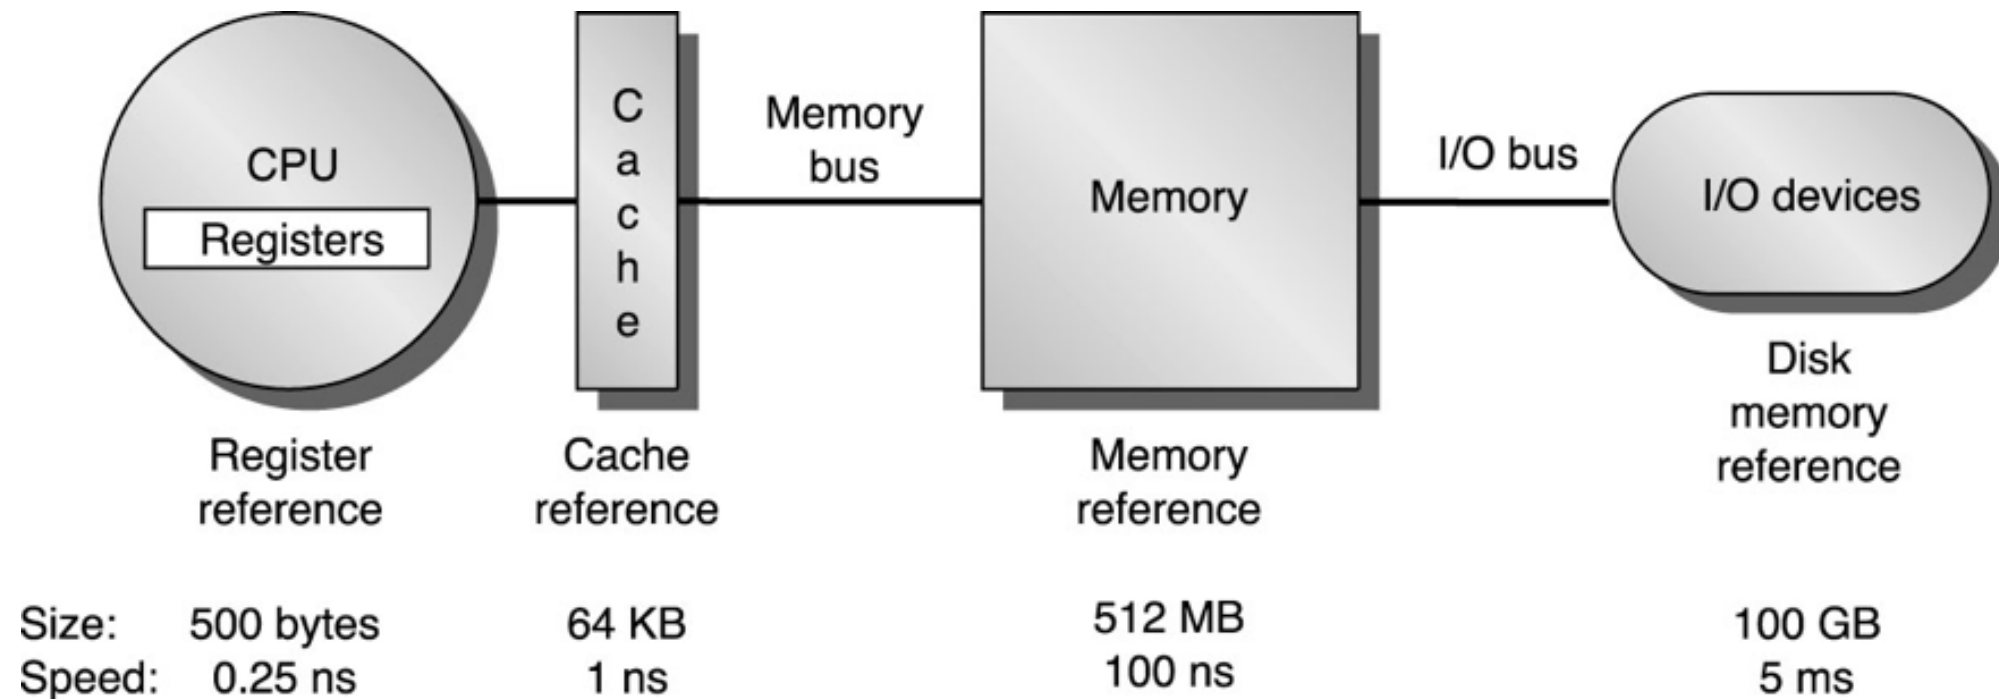 CPU
Registers
Cache
Memory
bus
Memory
I/O bus
I/O devices
Register
reference
Cache
reference
Memory
reference
Disk
memory
reference
Size: 500 bytes 64 KB 512 MB 100 GB
Speed: 0.25 ns 1 ns 100 ns 5 ms